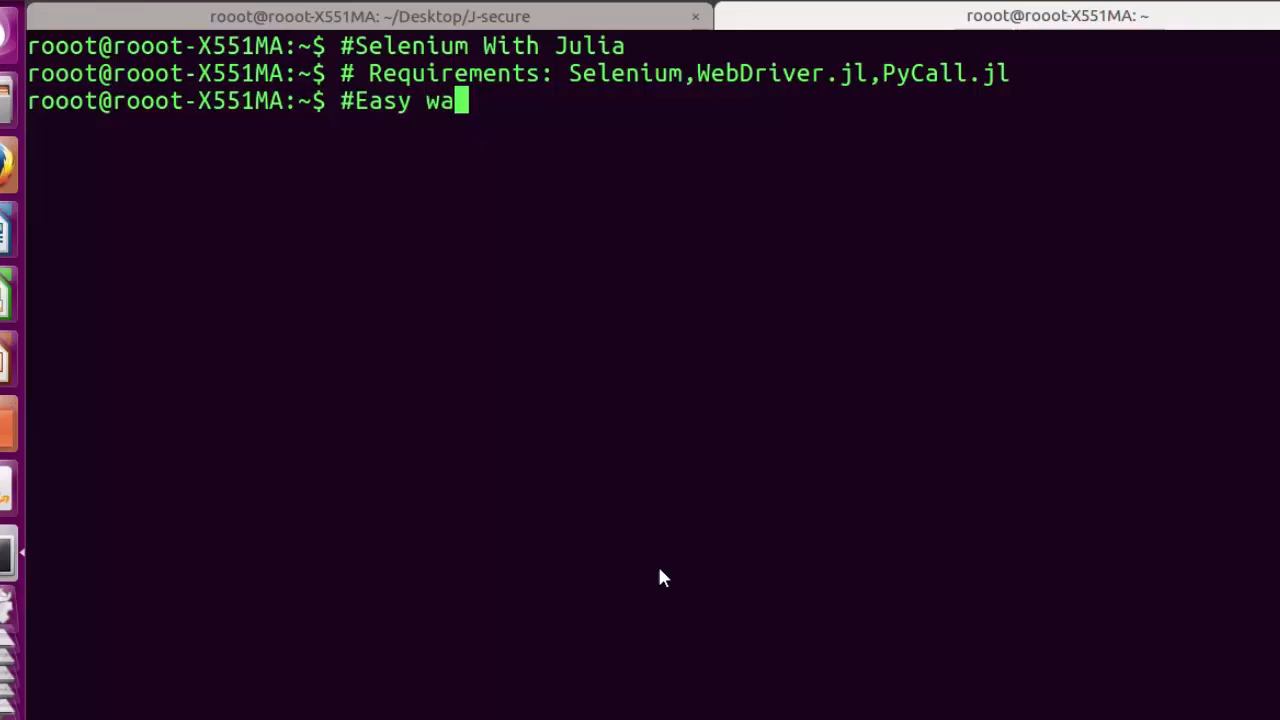 rooot@rooot-X551MA: ~/Desktop/J-secure ×
rooot@rooot-X551MA: ~
rooot@rooot-X551MA:~$ #Selenium With Julia
rooot@rooot-X551MA:~$ # Requirements: Selenium,WebDriver.jl,PyCall.jl
rooot@rooot-X551MA:~$ #Easy wa